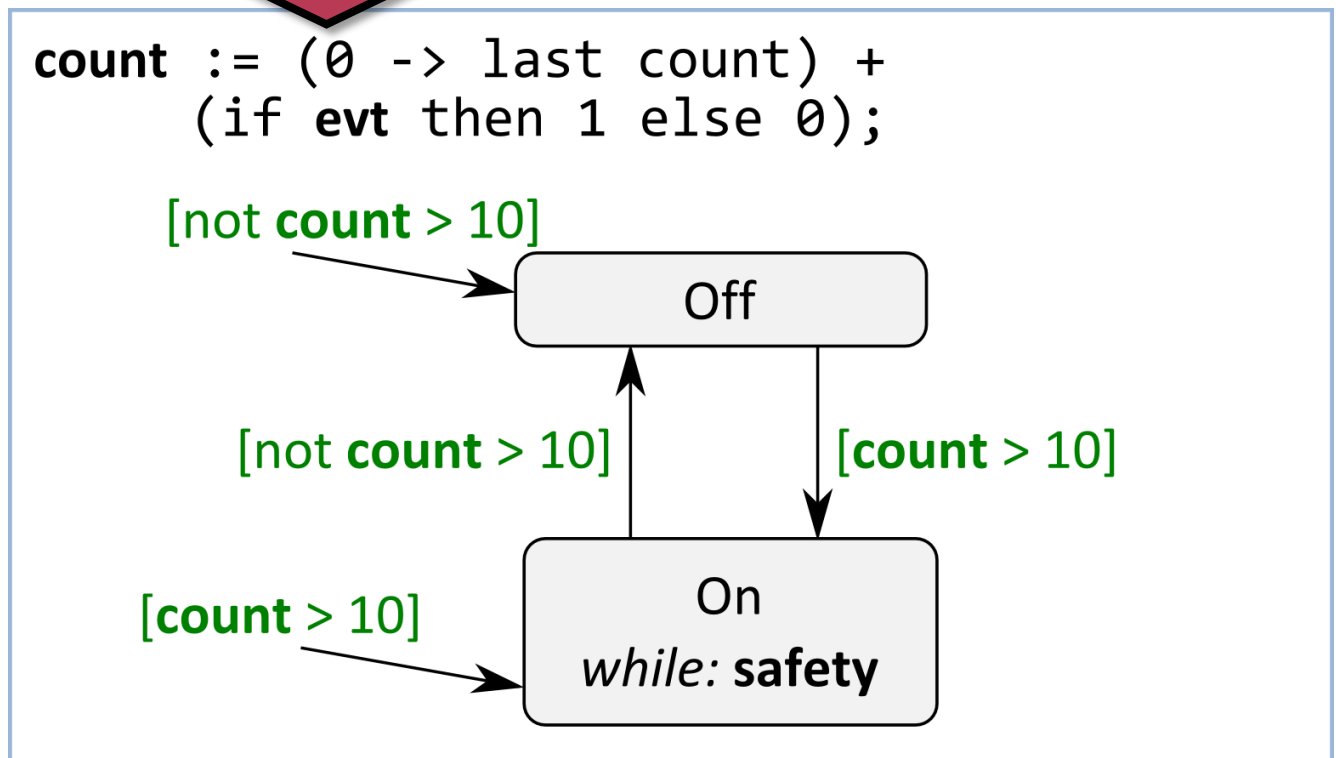 count := (0 -> last count) +
(if evt then 1 else 0);
[not count > 10]
Off
[not count > 10]
[count > 10]
On
[count > 10]
while: safety